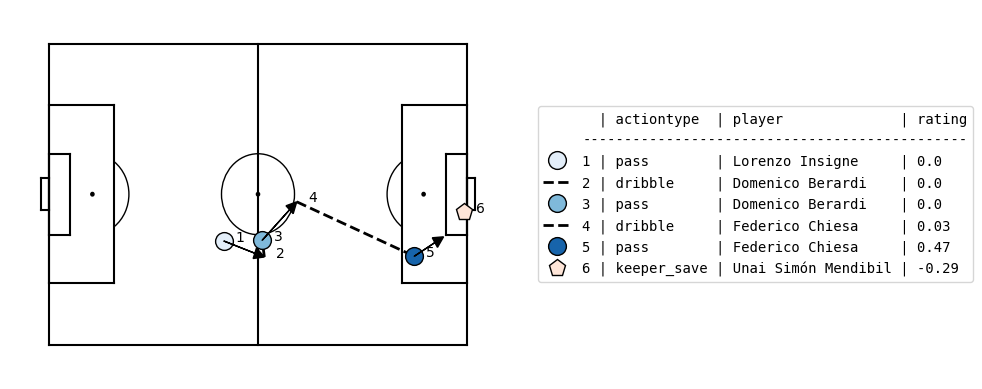 | actiontype | player | rating
----------------------------------------------
1 | pass | Lorenzo Insigne | 0.0
2 | dribble | Domenico Berardi | 0.0
3 | pass | Domenico Berardi | 0.0
4 | dribble | Federico Chiesa | 0.03
5 | pass | Federico Chiesa | 0.47
6 | keeper_save | Unai Simón Mendibil | -0.29
4
6
1
3
2
5